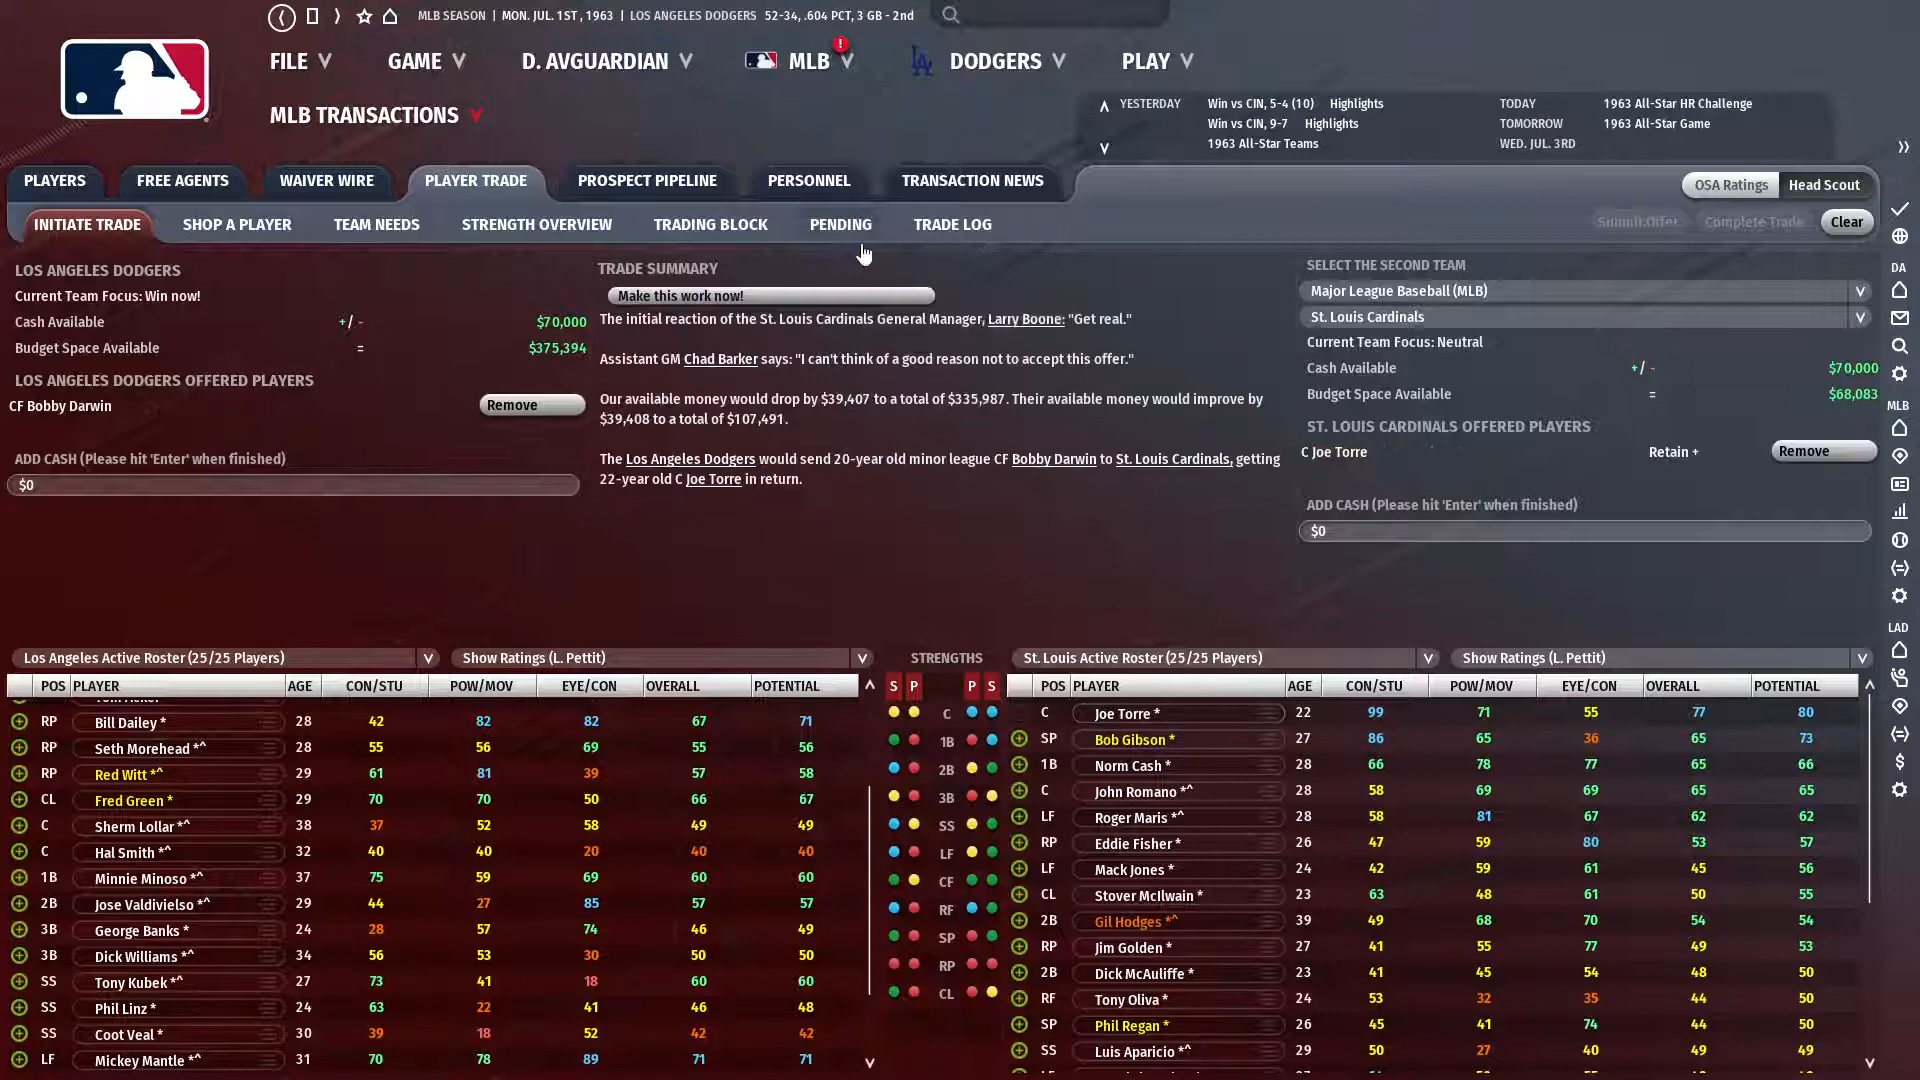 MLB SEASON | MON. JUL. 1ST , 1963 | LOS ANGELES DODGERS 52-34, .604 PCT, 3 GB - 2nd
FILE GAME D. AVGUARDIAN MLB DODGERS PLAY
MLB TRANSACTIONS
YESTERDAY Win vs CIN, 5-4 (10) Highlights
Win vs CIN, 9-7 Highlights
1963 All-Star Teams
TODAY 1963 All-Star HR Challenge
TOMORROW 1963 All-Star Game
WED. JUL. 3RD
PLAYERS FREE AGENTS WAIVER WIRE PLAYER TRADE PROSPECT PIPELINE PERSONNEL TRANSACTION NEWS
OSA Ratings Head Scout
INITIATE TRADE SHOP A PLAYER TEAM NEEDS STRENGTH OVERVIEW TRADING BLOCK PENDING TRADE LOG
Submit Offer Complete Trade Clear
LOS ANGELES DODGERS
Current Team Focus: Win now!
Cash Available +/- $70,000
Budget Space Available = $375,394
LOS ANGELES DODGERS OFFERED PLAYERS
CF Bobby Darwin Remove
ADD CASH (Please hit 'Enter' when finished)
$0
TRADE SUMMARY
Make this work now!
The initial reaction of the St. Louis Cardinals General Manager, Larry Boone: "Get real."
Assistant GM Chad Barker says: "I can't think of a good reason not to accept this offer."
Our available money would drop by $39,407 to a total of $335,987. Their available money would improve by
$39,408 to a total of $107,491.
The Los Angeles Dodgers would send 20-year old minor league CF Bobby Darwin to St. Louis Cardinals, getting
22-year old C Joe Torre in return.
SELECT THE SECOND TEAM
Major League Baseball (MLB)
St. Louis Cardinals
Current Team Focus: Neutral
Cash Available +/- $70,000
Budget Space Available = $68,083
ST. LOUIS CARDINALS OFFERED PLAYERS
C Joe Torre Retain + Remove
ADD CASH (Please hit 'Enter' when finished)
$0
DA
MLB
LAD
Los Angeles Active Roster (25/25 Players) Show Ratings (L. Pettit)
POS PLAYER AGE CON/STU POW/MOV EYE/CON OVERALL POTENTIAL
RP Bill Dailey * 28 42 82 82 67 71
RP Seth Morehead *^ 28 55 56 69 55 56
RP Red Witt *^ 29 61 81 39 57 58
CL Fred Green * 29 70 70 50 66 67
C Sherm Lollar *^ 38 37 52 58 49 49
C Hal Smith *^ 32 40 40 20 40 40
1B Minnie Minoso *^ 37 75 59 69 60 60
2B Jose Valdivielso *^ 29 44 27 85 57 57
3B George Banks * 24 28 57 74 46 49
3B Dick Williams *^ 34 56 53 30 50 50
SS Tony Kubek *^ 27 73 41 18 60 60
SS Phil Linz * 24 63 22 41 46 48
SS Coot Veal * 30 39 18 52 42 42
LF Mickey Mantle *^ 31 70 78 89 71 71
STRENGTHS
S P P S
C
1B
2B
3B
SS
LF
CF
RF
SP
RP
CL
St. Louis Active Roster (25/25 Players) Show Ratings (L. Pettit)
POS PLAYER AGE CON/STU POW/MOV EYE/CON OVERALL POTENTIAL
C Joe Torre * 22 99 71 55 77 80
SP Bob Gibson * 27 86 65 36 65 73
1B Norm Cash * 28 66 78 77 65 66
C John Romano *^ 28 58 69 69 65 65
LF Roger Maris *^ 28 58 81 67 62 62
RP Eddie Fisher * 26 47 59 80 53 57
LF Mack Jones * 24 42 59 61 45 56
CL Stover McIlwain * 23 63 48 61 50 55
2B Gil Hodges *^ 39 49 68 70 54 54
RP Jim Golden * 27 41 55 77 49 53
2B Dick McAuliffe * 23 41 45 54 48 50
RF Tony Oliva * 24 53 32 35 44 50
SP Phil Regan * 26 45 41 74 44 50
SS Luis Aparicio *^ 29 50 27 40 49 49